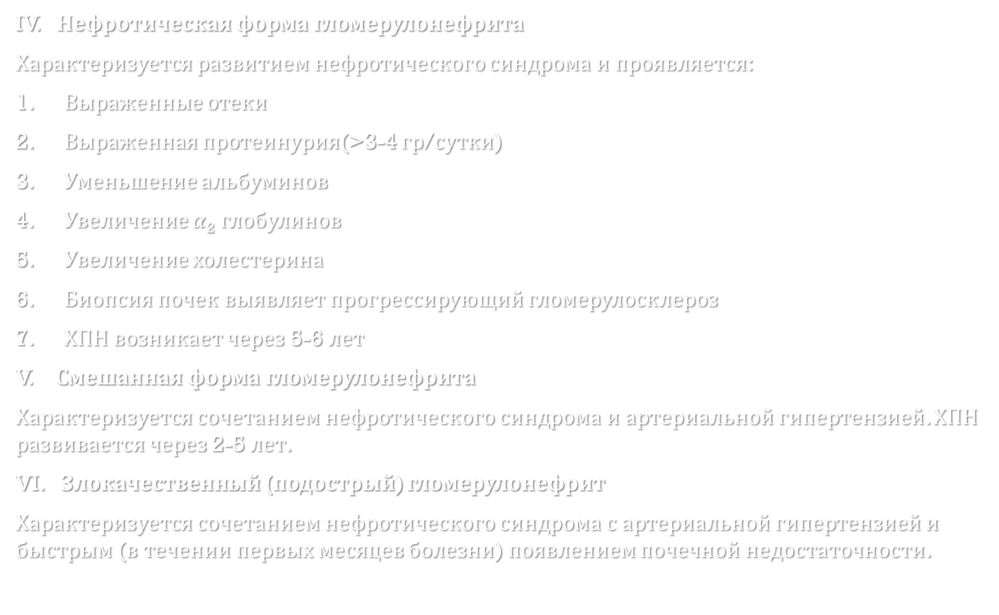 IV. Нефротическая форма гломерулонефрита
Характеризуется развитием нефротического синдрома и проявляется:
1. Выраженные отеки
2. Выраженная протеинурия(>3-4 гр/сутки)
3. Уменьшение альбуминов
4. Увеличение α₂ глобулинов
5. Увеличение холестерина
6. Биопсия почек выявляет прогрессирующий гломерулосклероз
7. ХПН возникает через 5-6 лет
V. Смешанная форма гломерулонефрита
Характеризуется сочетанием нефротического синдрома и артериальной гипертензией. ХПН
развивается через 2-5 лет.
VI. Злокачественный (подострый) гломерулонефрит
Характеризуется сочетанием нефротического синдрома с артериальной гипертензией и
быстрым (в течении первых месяцев болезни) появлением почечной недостаточности.